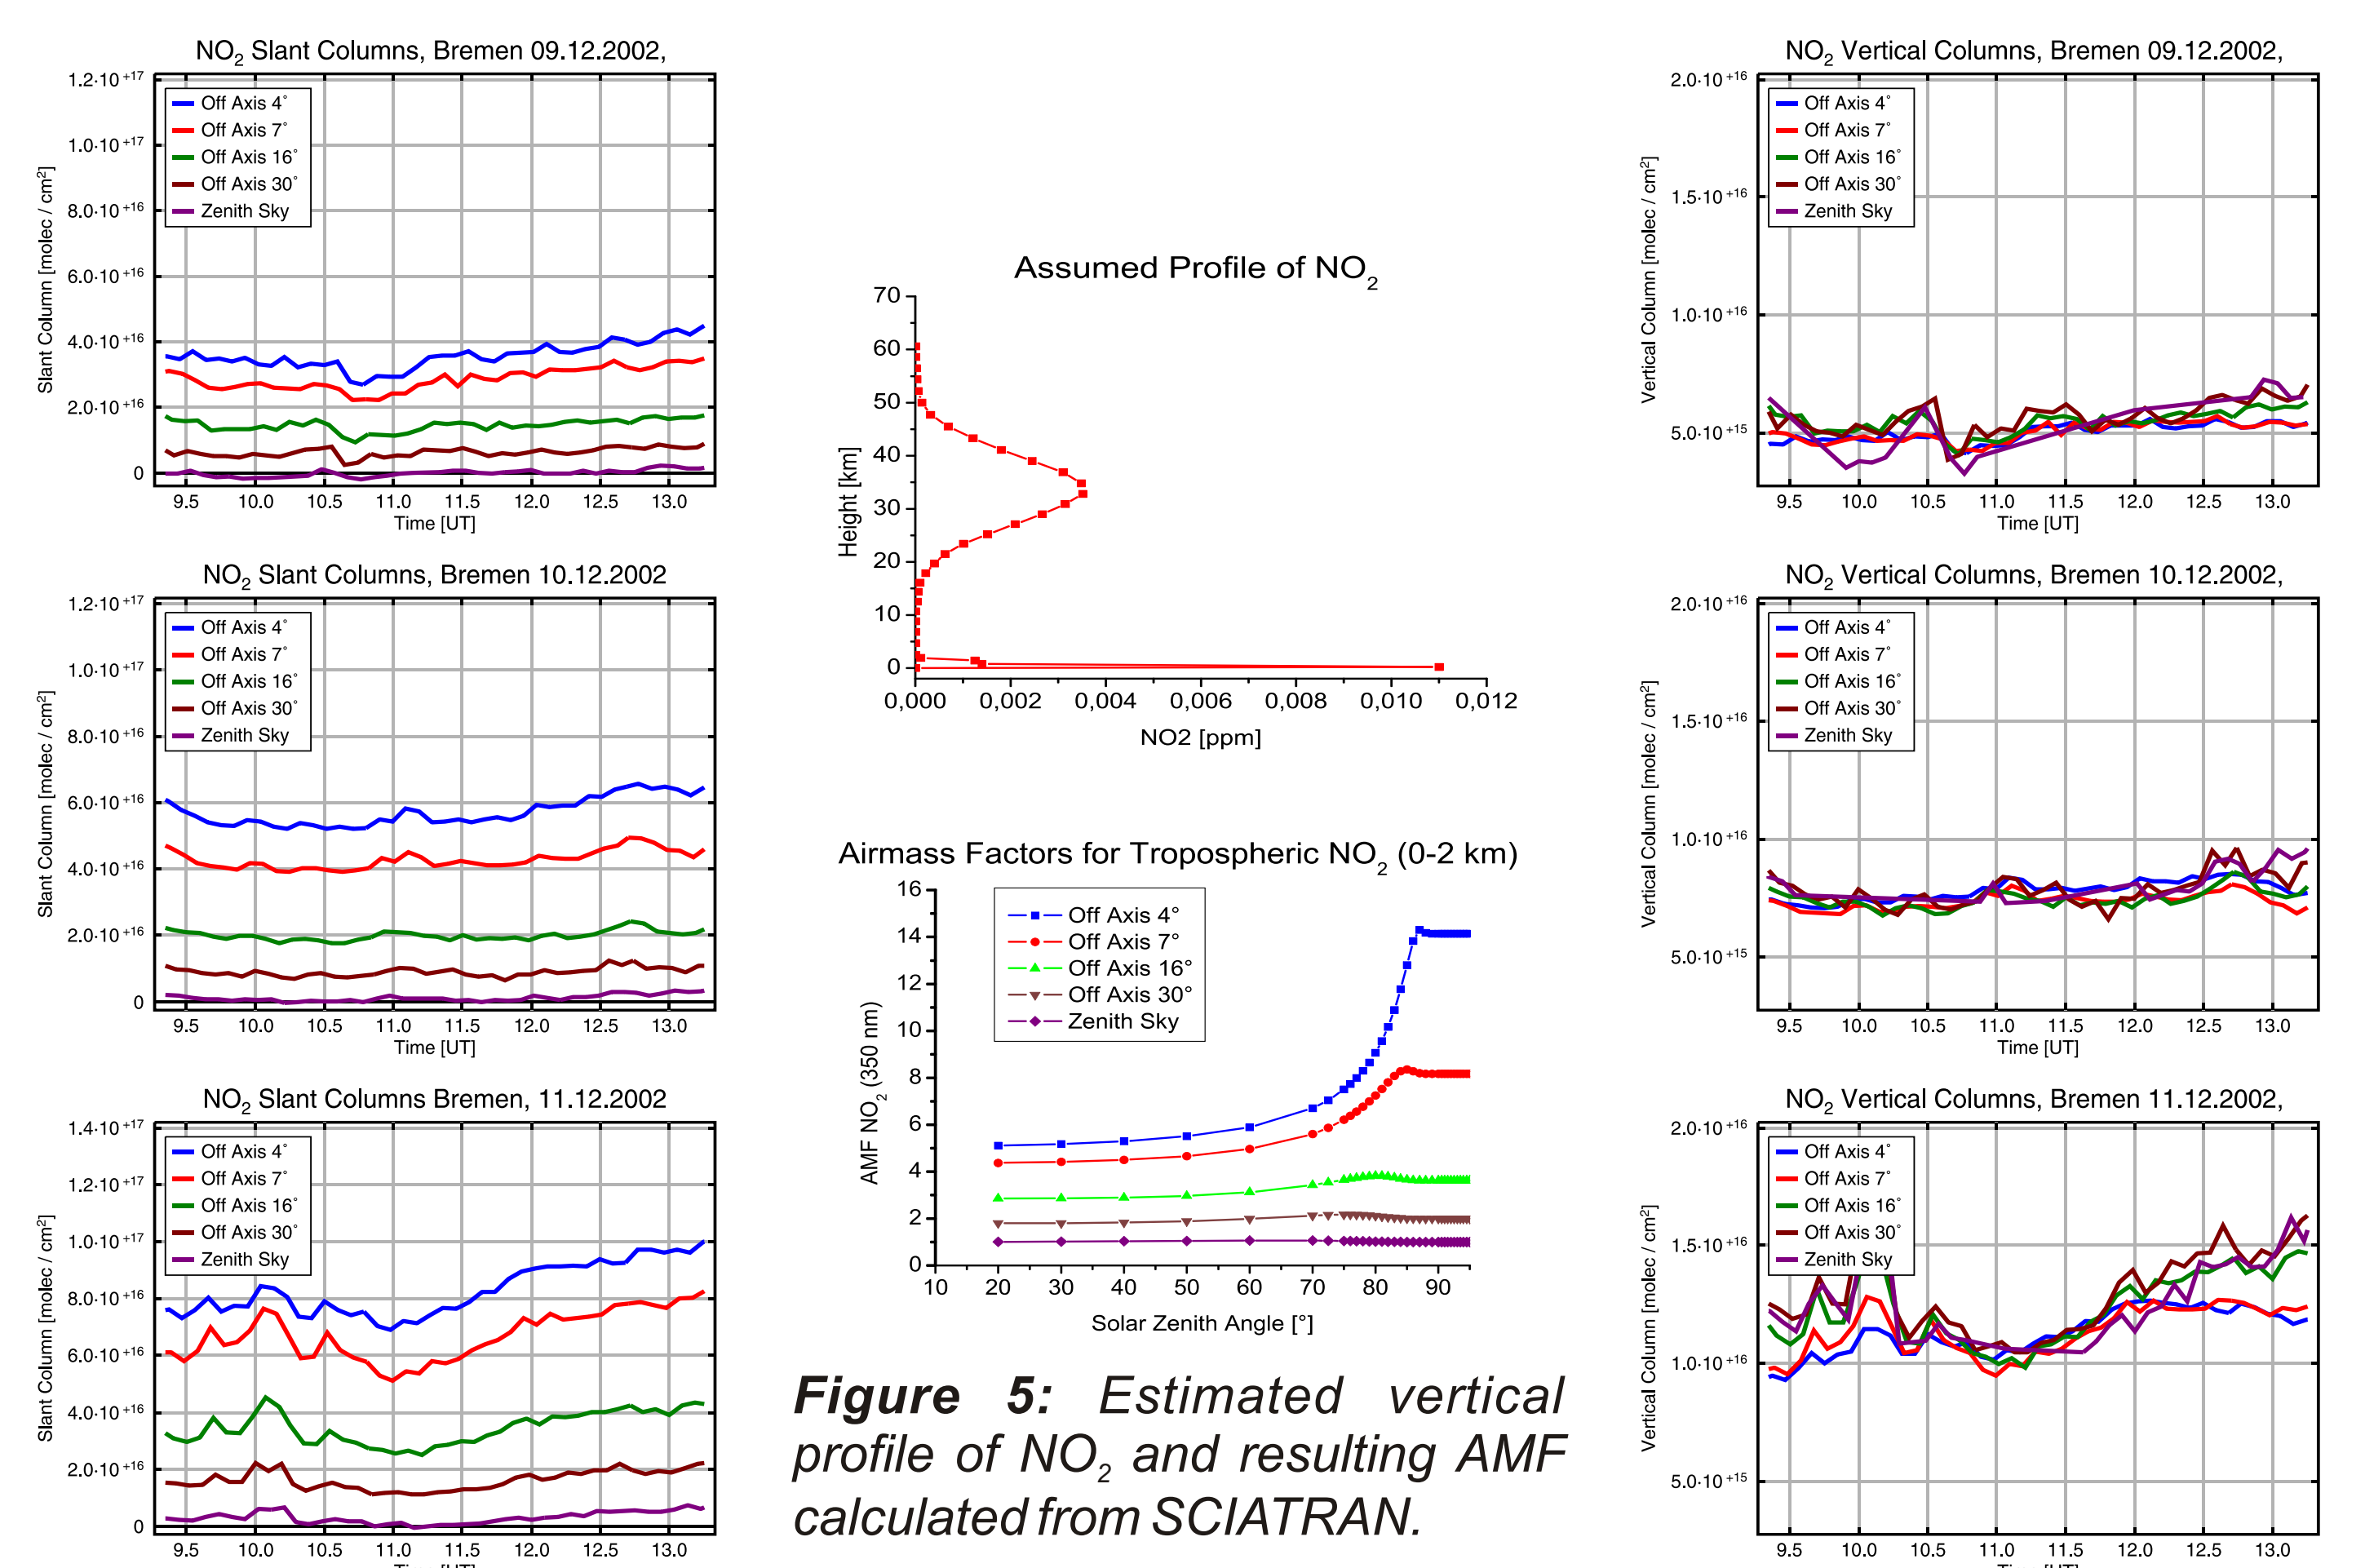 NO2 Slant Columns, Bremen 09.12.2002,
1.2·10 +17
1.0·10 +17
8.0·10 +16
6.0·10 +16
4.0·10 +16
2.0·10 +16
0
Slant Column [molec / cm²]
Off Axis 4°
Off Axis 7°
Off Axis 16°
Off Axis 30°
Zenith Sky
9.5 10.0 10.5 11.0 11.5 12.0 12.5 13.0
Time [UT]
NO2 Slant Columns, Bremen 10.12.2002
1.2·10 +17
1.0·10 +17
8.0·10 +16
6.0·10 +16
4.0·10 +16
2.0·10 +16
0
Slant Column [molec / cm²]
Off Axis 4°
Off Axis 7°
Off Axis 16°
Off Axis 30°
Zenith Sky
9.5 10.0 10.5 11.0 11.5 12.0 12.5 13.0
Time [UT]
NO2 Slant Columns Bremen, 11.12.2002
1.4·10 +17
1.2·10 +17
1.0·10 +17
8.0·10 +16
6.0·10 +16
4.0·10 +16
2.0·10 +16
0
Slant Column [molec / cm²]
Off Axis 4°
Off Axis 7°
Off Axis 16°
Off Axis 30°
Zenith Sky
9.5 10.0 10.5 11.0 11.5 12.0 12.5 13.0
Time [UT]
Assumed Profile of NO2
70
60
50
40
30
20
10
0
Height [km]
0,000 0,002 0,004 0,006 0,008 0,010 0,012
NO2 [ppm]
Airmass Factors for Tropospheric NO2 (0-2 km)
16
14
12
10
8
6
4
2
0
AMF NO2 (350 nm)
Off Axis 4°
Off Axis 7°
Off Axis 16°
Off Axis 30°
Zenith Sky
10 20 30 40 50 60 70 80 90
Solar Zenith Angle [°]
Figure 5: Estimated vertical
profile of NO2 and resulting AMF
calculated from SCIATRAN.
NO2 Vertical Columns, Bremen 09.12.2002,
2.0·10 +16
1.5·10 +16
1.0·10 +16
5.0·10 +15
Vertical Column [molec / cm²]
Off Axis 4°
Off Axis 7°
Off Axis 16°
Off Axis 30°
Zenith Sky
9.5 10.0 10.5 11.0 11.5 12.0 12.5 13.0
Time [UT]
NO2 Vertical Columns, Bremen 10.12.2002,
2.0·10 +16
1.5·10 +16
1.0·10 +16
5.0·10 +15
Vertical Column [molec / cm²]
Off Axis 4°
Off Axis 7°
Off Axis 16°
Off Axis 30°
Zenith Sky
9.5 10.0 10.5 11.0 11.5 12.0 12.5 13.0
Time [UT]
NO2 Vertical Columns, Bremen 11.12.2002,
2.0·10 +16
1.5·10 +16
1.0·10 +16
5.0·10 +15
Vertical Column [molec / cm²]
Off Axis 4°
Off Axis 7°
Off Axis 16°
Off Axis 30°
Zenith Sky
9.5 10.0 10.5 11.0 11.5 12.0 12.5 13.0
Time [UT]